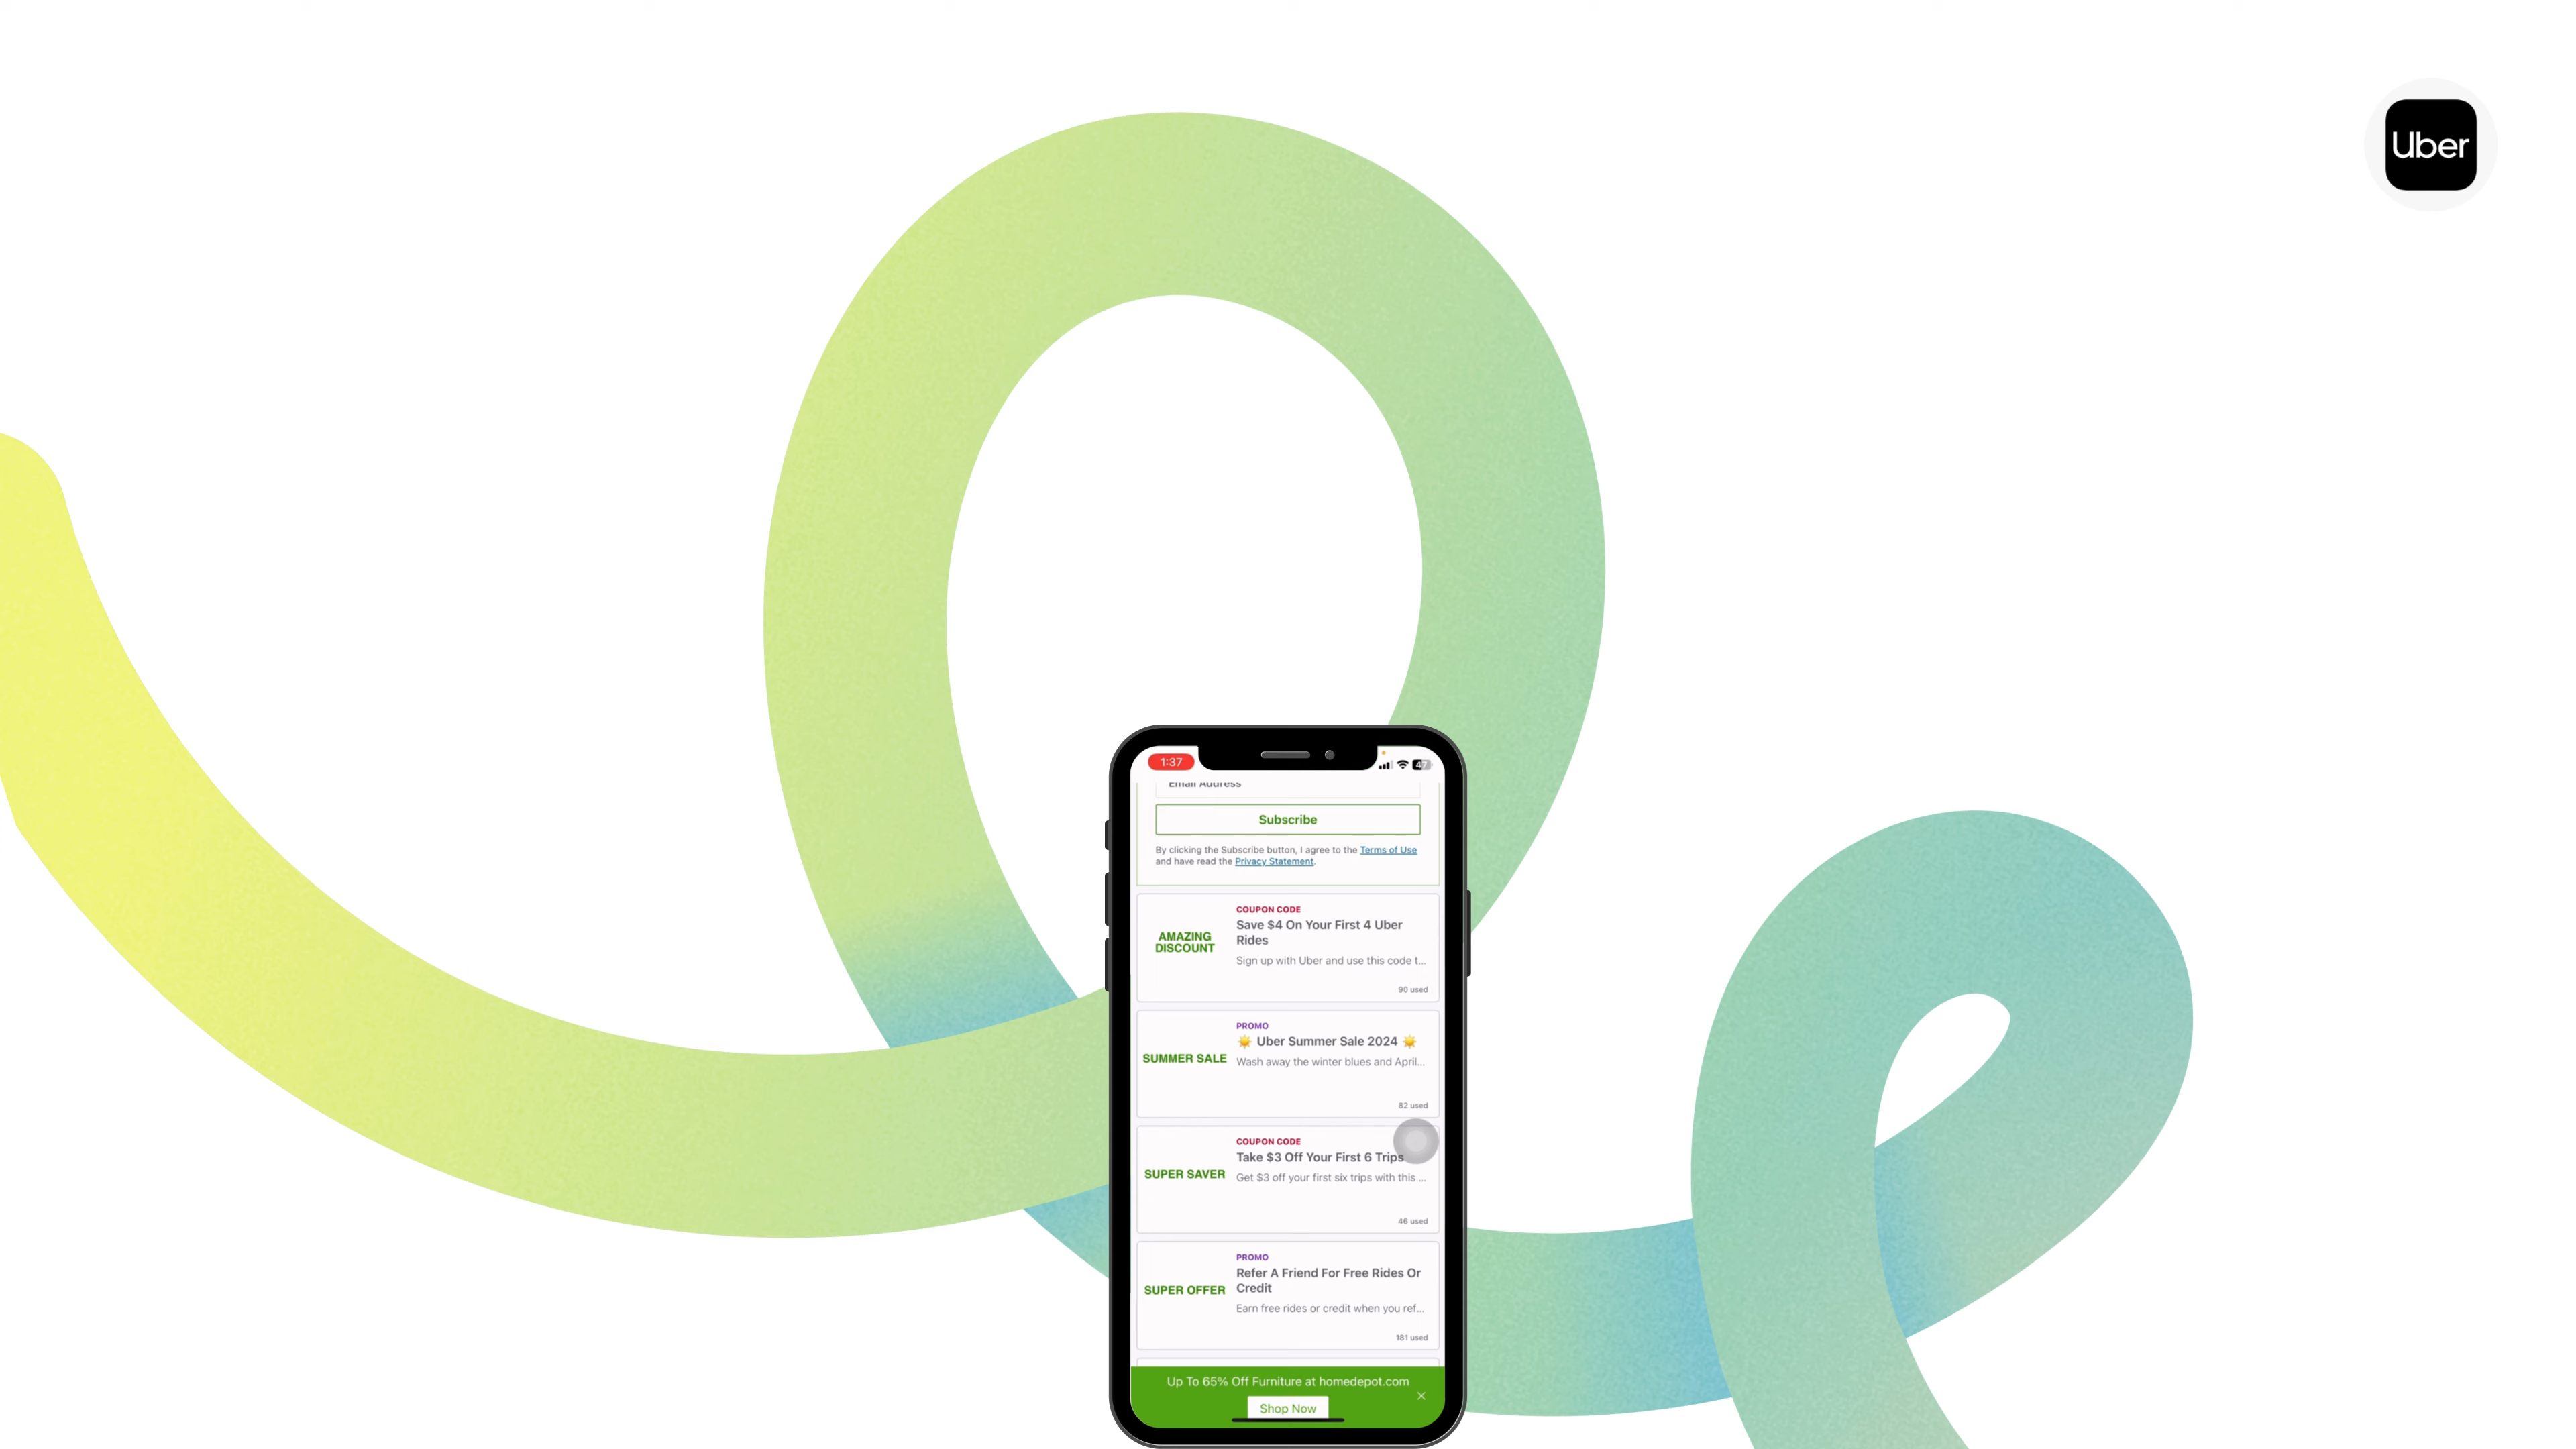 Uber
1:37
47
Email Address
Subscribe
By clicking the Subscribe button, I agree to the Terms of Use
and have read the Privacy Statement.
COUPON CODE
AMAZING
DISCOUNT
Save $4 On Your First 4 Uber
Rides
Sign up with Uber and use this code t...
90 used
PROMO
SUMMER SALE
☀️ Uber Summer Sale 2024 ☀️
Wash away the winter blues and April...
82 used
COUPON CODE
SUPER SAVER
Take $3 Off Your First 6 Trips
Get $3 off your first six trips with this ...
46 used
PROMO
SUPER OFFER
Refer A Friend For Free Rides Or
Credit
Earn free rides or credit when you ref...
181 used
Up To 65% Off Furniture at homedepot.com
Shop Now